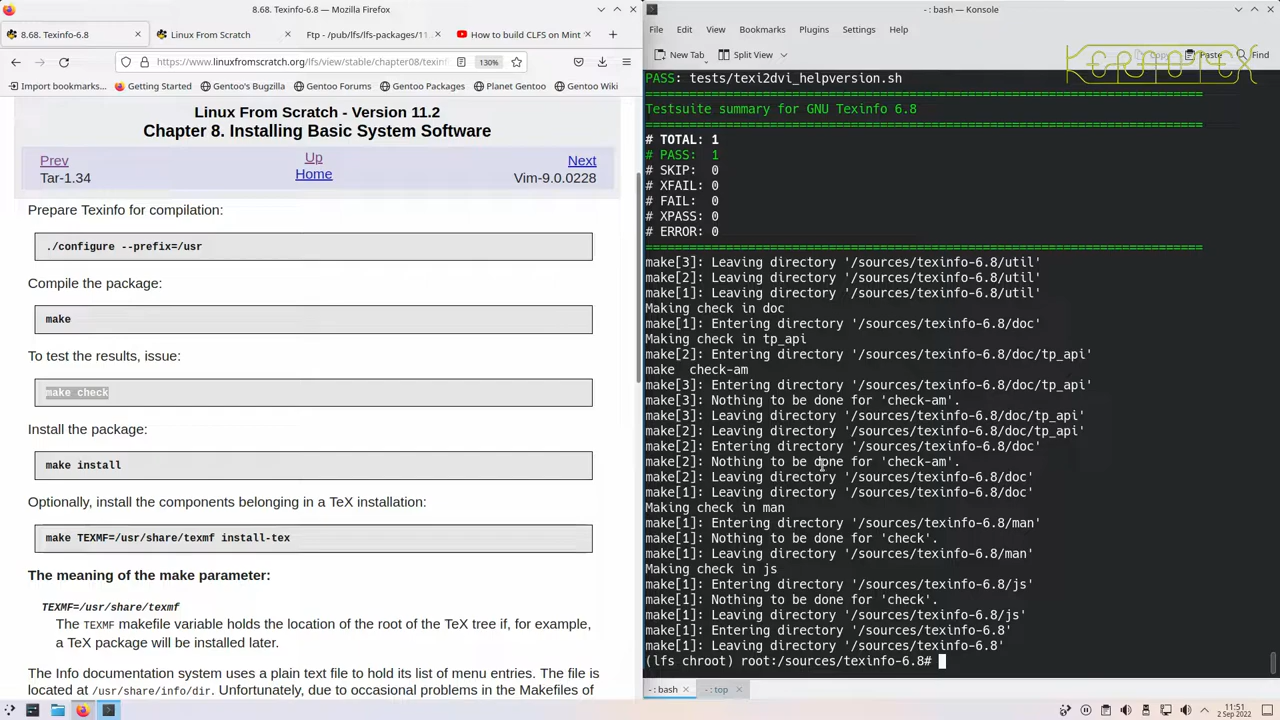 8.68. Texinfo-6.8 — Mozilla Firefox
8.68. Texinfo-6.8
Linux From Scratch
Ftp - /pub/lfs/lfs-packages/11
How to build CLFS on Mint
https://www.linuxfromscratch.org/lfs/view/stable/chapter08/texinf
130%
Import bookmarks...
Getting Started
Gentoo's Bugzilla
Gentoo Forums
Gentoo Packages
Planet Gentoo
Gentoo Wiki
Linux From Scratch - Version 11.2
Chapter 8. Installing Basic System Software
Prev
Up
Next
Tar-1.34
Home
Vim-9.0.0228
Prepare Texinfo for compilation:
./configure --prefix=/usr
Compile the package:
make
To test the results, issue:
make check
Install the package:
make install
Optionally, install the components belonging in a TeX installation:
make TEXMF=/usr/share/texmf install-tex
The meaning of the make parameter:
TEXMF=/usr/share/texmf
The TEXMF makefile variable holds the location of the root of the TeX tree if, for example,
a TeX package will be installed later.
The Info documentation system uses a plain text file to hold its list of menu entries. The file is
located at /usr/share/info/dir. Unfortunately, due to occasional problems in the Makefiles of
- : bash — Konsole
File
Edit
View
Bookmarks
Plugins
Settings
Help
New Tab
Split View
Copy
Paste
Find
KERNOTEX
PASS: tests/texi2dvi_helpversion.sh
============================================================================
Testsuite summary for GNU Texinfo 6.8
============================================================================
# TOTAL: 1
# PASS:  1
# SKIP:  0
# XFAIL: 0
# FAIL:  0
# XPASS: 0
# ERROR: 0
============================================================================
make[3]: Leaving directory '/sources/texinfo-6.8/util'
make[2]: Leaving directory '/sources/texinfo-6.8/util'
make[1]: Leaving directory '/sources/texinfo-6.8/util'
Making check in doc
make[1]: Entering directory '/sources/texinfo-6.8/doc'
Making check in tp_api
make[2]: Entering directory '/sources/texinfo-6.8/doc/tp_api'
make  check-am
make[3]: Entering directory '/sources/texinfo-6.8/doc/tp_api'
make[3]: Nothing to be done for 'check-am'.
make[3]: Leaving directory '/sources/texinfo-6.8/doc/tp_api'
make[2]: Leaving directory '/sources/texinfo-6.8/doc/tp_api'
make[2]: Entering directory '/sources/texinfo-6.8/doc'
make[2]: Nothing to be done for 'check-am'.
make[2]: Leaving directory '/sources/texinfo-6.8/doc'
make[1]: Leaving directory '/sources/texinfo-6.8/doc'
Making check in man
make[1]: Entering directory '/sources/texinfo-6.8/man'
make[1]: Nothing to be done for 'check'.
make[1]: Leaving directory '/sources/texinfo-6.8/man'
Making check in js
make[1]: Entering directory '/sources/texinfo-6.8/js'
make[1]: Nothing to be done for 'check'.
make[1]: Leaving directory '/sources/texinfo-6.8/js'
make[1]: Entering directory '/sources/texinfo-6.8'
make[1]: Leaving directory '/sources/texinfo-6.8'
(lfs chroot) root:/sources/texinfo-6.8#
- : bash
- : top
11:51
2 Sep 2022